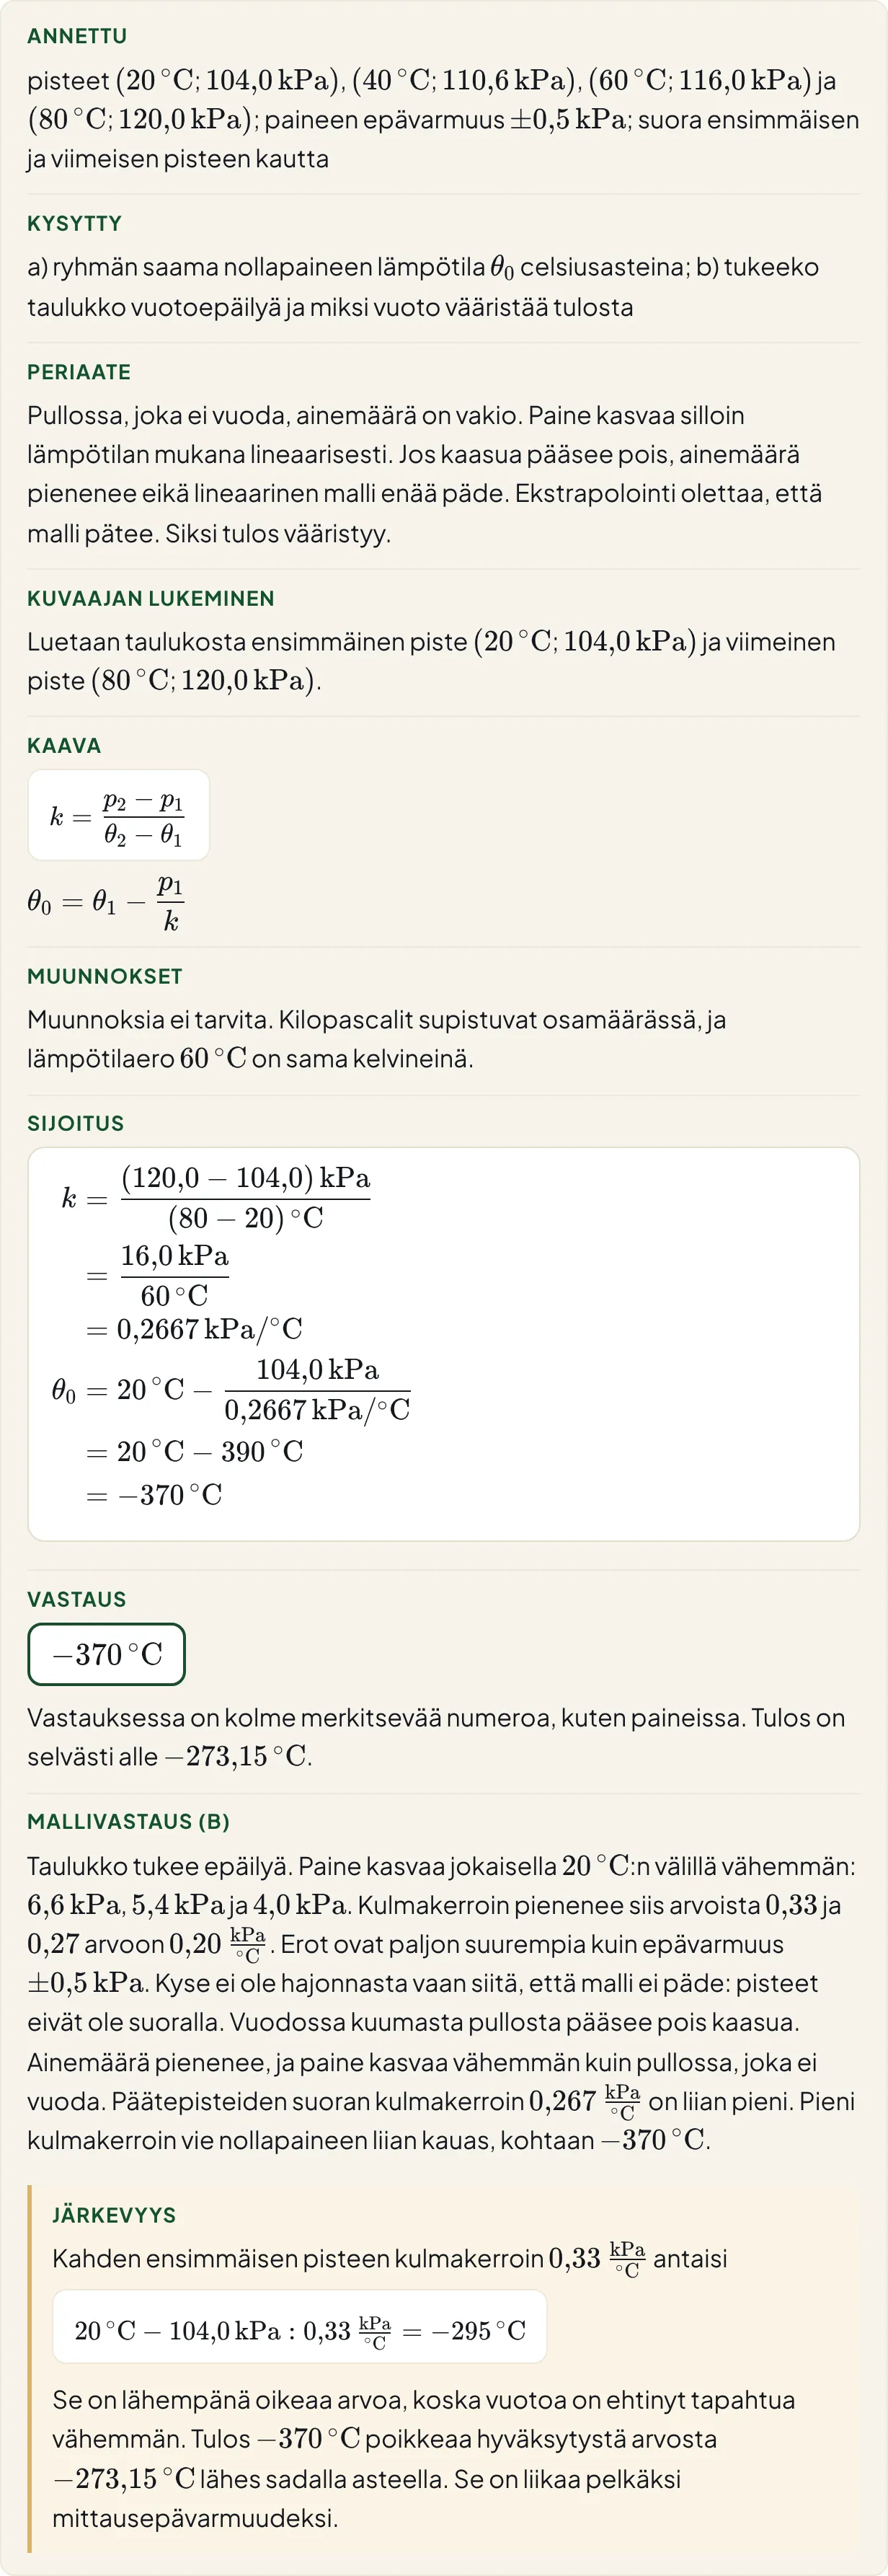 ANNETTU
pisteet (20 °C; 104,0 kPa), (40 °C; 110,6 kPa), (60 °C; 116,0 kPa) ja
(80 °C; 120,0 kPa); paineen epävarmuus ±0,5 kPa; suora ensimmäisen
ja viimeisen pisteen kautta
KYSYTTY
a) ryhmän saama nollapaineen lämpötila θ₀ celsiusasteina; b) tukeeko
taulukko vuotoepäilyä ja miksi vuoto vääristää tulosta
PERIAATE
Pullossa, joka ei vuoda, ainemäärä on vakio. Paine kasvaa silloin
lämpötilan mukana lineaarisesti. Jos kaasua pääsee pois, ainemäärä
pienenee eikä lineaarinen malli enää päde. Ekstrapolointi olettaa, että
malli pätee. Siksi tulos vääristyy.
KUVAAJAN LUKEMINEN
Luetaan taulukosta ensimmäinen piste (20 °C; 104,0 kPa) ja viimeinen
piste (80 °C; 120,0 kPa).
KAAVA
k = (p₂ − p₁) / (θ₂ − θ₁)
θ₀ = θ₁ − p₁ / k
MUUNNOKSET
Muunnoksia ei tarvita. Kilopascalit supistuvat osamäärässä, ja
lämpötilaero 60 °C on sama kelvineinä.
SIJOITUS
k = (120,0 − 104,0) kPa / (80 − 20) °C
= 16,0 kPa / 60 °C
= 0,2667 kPa/°C
θ₀ = 20 °C − 104,0 kPa / 0,2667 kPa/°C
= 20 °C − 390 °C
= −370 °C
VASTAUS
−370 °C
Vastauksessa on kolme merkitsevää numeroa, kuten paineissa. Tulos on
selvästi alle −273,15 °C.
MALLIVASTAUS (B)
Taulukko tukee epäilyä. Paine kasvaa jokaisella 20 °C:n välillä vähemmän:
6,6 kPa, 5,4 kPa ja 4,0 kPa. Kulmakerroin pienenee siis arvoista 0,33 ja
0,27 arvoon 0,20 kPa/°C. Erot ovat paljon suurempia kuin epävarmuus
±0,5 kPa. Kyse ei ole hajonnasta vaan siitä, että malli ei päde: pisteet
eivät ole suoralla. Vuodossa kuumasta pullosta pääsee pois kaasua.
Ainemäärä pienenee, ja paine kasvaa vähemmän kuin pullossa, joka ei
vuoda. Päätepisteiden suoran kulmakerroin 0,267 kPa/°C on liian pieni. Pieni
kulmakerroin vie nollapaineen liian kauas, kohtaan −370 °C.
JÄRKEVYYS
Kahden ensimmäisen pisteen kulmakerroin 0,33 kPa/°C antaisi
20 °C − 104,0 kPa : 0,33 kPa/°C = −295 °C
Se on lähempänä oikeaa arvoa, koska vuotoa on ehtinyt tapahtua
vähemmän. Tulos −370 °C poikkeaa hyväksytystä arvosta
−273,15 °C lähes sadalla asteella. Se on liikaa pelkäksi
mittausepävarmuudeksi.